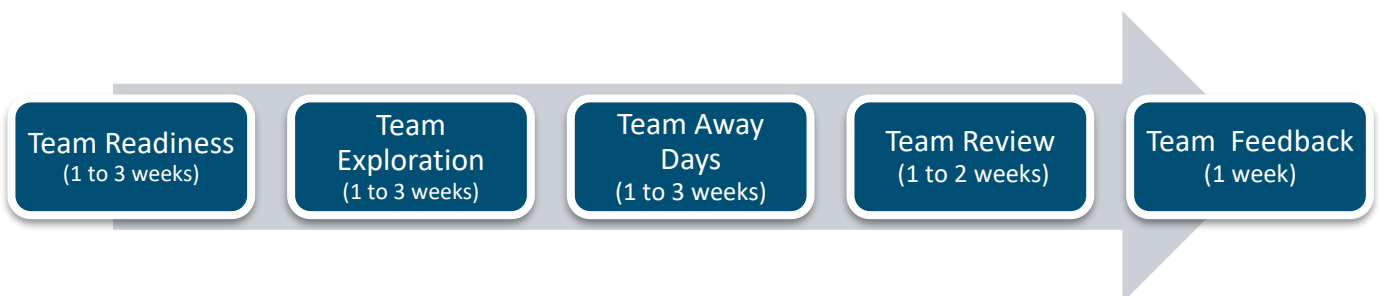 Team Readiness
(1 to 3 weeks)
Team
Exploration
(1 to 3 weeks)
Team Away
Days
(1 to 3 weeks)
Team Review
(1 to 2 weeks)
Team  Feedback
(1 week)